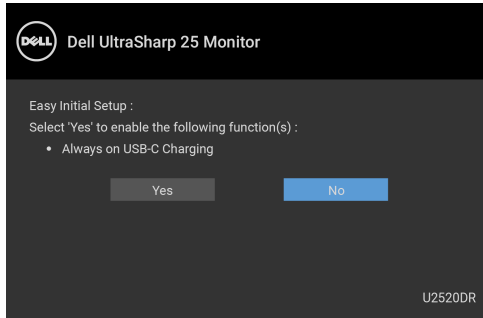 DELL
Dell UltraSharp 25 Monitor
Easy Initial Setup :
Select 'Yes' to enable the following function(s) :
• Always on USB-C Charging
Yes
No
U2520DR